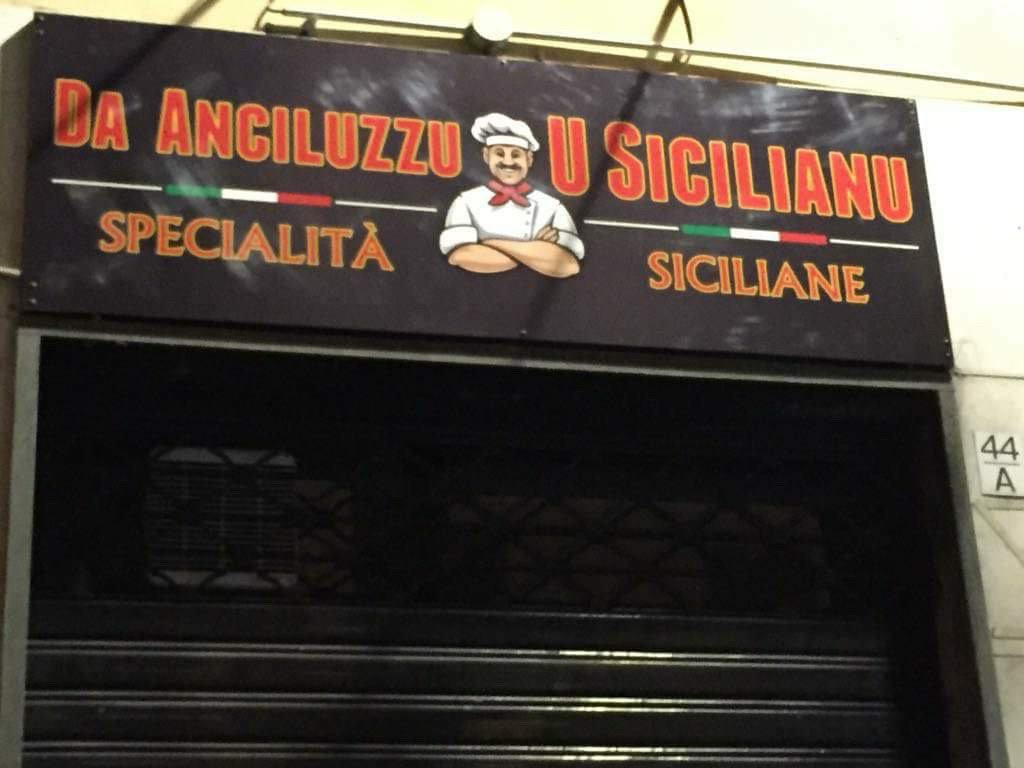 DA ANCILUZZU U SICILIANU
SPECIALITÀ SICILIANE
44
A